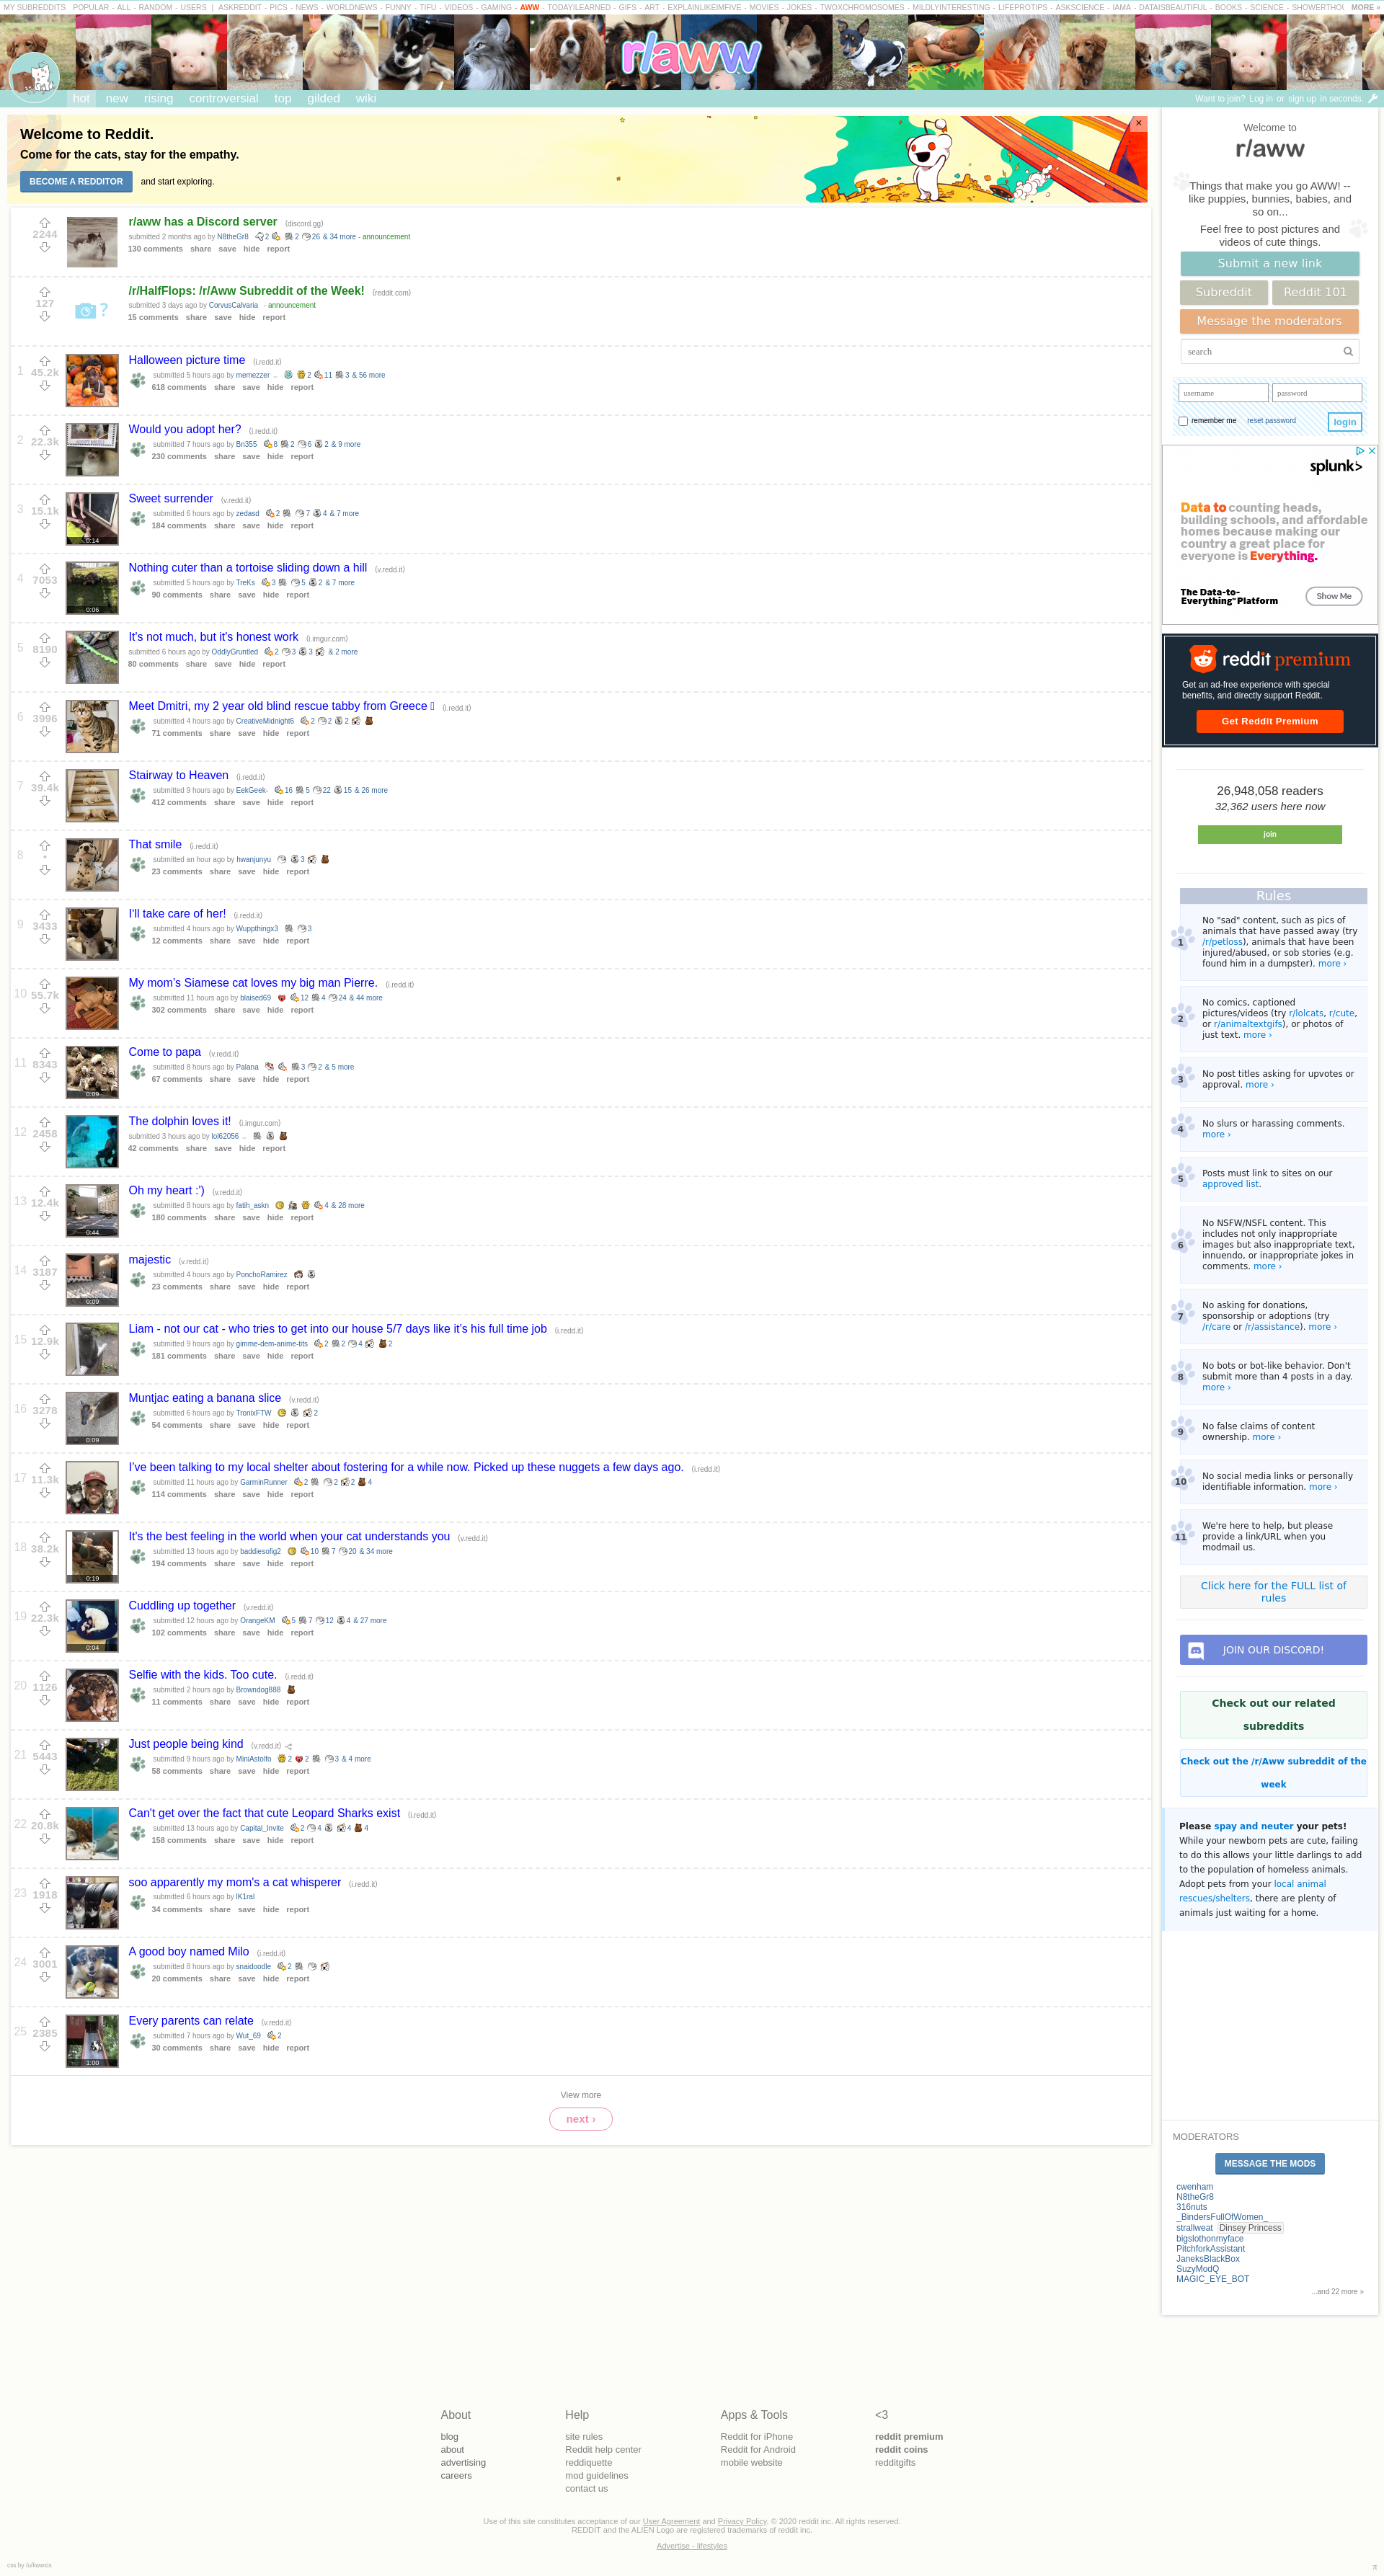 MY SUBREDDITS POPULAR - ALL - RANDOM - USERS | ASKREDDIT - PICS - NEWS - WORLDNEWS - FUNNY - TIFU - VIDEOS - GAMING - AWW - TODAYILEARNED - GIFS - ART - EXPLAINLIKEIMFIVE - MOVIES - JOKES - TWOXCHROMOSOMES - MILDLYINTERESTING - LIFEPROTIPS - ASKSCIENCE - IAMA - DATAISBEAUTIFUL - BOOKS - SCIENCE - SHOWERTHOU MORE »
r/aww
hot new rising controversial top gilded wiki
Want to join? Log in or sign up in seconds.
Welcome to Reddit.
Come for the cats, stay for the empathy.
BECOME A REDDITOR and start exploring.
×
2244
r/aww has a Discord server (discord.gg)
submitted 2 months ago by N8theGr8 2 2 26 & 34 more - announcement
130 comments share save hide report
127
/r/HalfFlops: /r/Aww Subreddit of the Week! (reddit.com)
submitted 3 days ago by CorvusCalvaria - announcement
15 comments share save hide report
1 45.2k
Halloween picture time (i.redd.it)
submitted 5 hours ago by memezzer 2 11 3 & 56 more
618 comments share save hide report
2 22.3k
Would you adopt her? (i.redd.it)
submitted 7 hours ago by Bn355 8 2 6 2 & 9 more
230 comments share save hide report
3 15.1k 0:14
Sweet surrender (v.redd.it)
submitted 6 hours ago by zedasd 2 7 4 & 7 more
184 comments share save hide report
4 7053 0:06
Nothing cuter than a tortoise sliding down a hill (v.redd.it)
submitted 5 hours ago by TreKs 3 5 2 & 7 more
90 comments share save hide report
5 8190
It's not much, but it's honest work (i.imgur.com)
submitted 6 hours ago by OddlyGruntled 2 3 3 & 2 more
80 comments share save hide report
6 3996
Meet Dmitri, my 2 year old blind rescue tabby from Greece (i.redd.it)
submitted 4 hours ago by CreativeMidnight6 2 2 2
71 comments share save hide report
7 39.4k
Stairway to Heaven (i.redd.it)
submitted 9 hours ago by EekGeek- 16 5 22 15 & 26 more
412 comments share save hide report
8 •
That smile (i.redd.it)
submitted an hour ago by hwanjunyu 3
23 comments share save hide report
9 3433
I'll take care of her! (i.redd.it)
submitted 4 hours ago by Wuppthingx3 3
12 comments share save hide report
10 55.7k
My mom's Siamese cat loves my big man Pierre. (i.redd.it)
submitted 11 hours ago by blaised69 12 4 24 & 44 more
302 comments share save hide report
11 8343 0:09
Come to papa (v.redd.it)
submitted 8 hours ago by Palana 3 2 & 5 more
67 comments share save hide report
12 2458
The dolphin loves it! (i.imgur.com)
submitted 3 hours ago by lol62056
42 comments share save hide report
13 12.4k 0:44
Oh my heart :') (v.redd.it)
submitted 8 hours ago by fatih_askn 4 & 28 more
180 comments share save hide report
14 3187 0:09
majestic (v.redd.it)
submitted 4 hours ago by PonchoRamirez
23 comments share save hide report
15 12.9k
Liam - not our cat - who tries to get into our house 5/7 days like it's his full time job (i.redd.it)
submitted 9 hours ago by gimme-dem-anime-tits 2 2 4 2
181 comments share save hide report
16 3278 0:09
Muntjac eating a banana slice (v.redd.it)
submitted 6 hours ago by TronixFTW 2
54 comments share save hide report
17 11.3k
I've been talking to my local shelter about fostering for a while now. Picked up these nuggets a few days ago. (i.redd.it)
submitted 11 hours ago by GarminRunner 2 2 2 4
114 comments share save hide report
18 38.2k 0:19
It's the best feeling in the world when your cat understands you (v.redd.it)
submitted 13 hours ago by baddiesofig2 10 7 20 & 34 more
194 comments share save hide report
19 22.3k 0:04
Cuddling up together (v.redd.it)
submitted 12 hours ago by OrangeKM 5 7 12 4 & 27 more
102 comments share save hide report
20 1126
Selfie with the kids. Too cute. (i.redd.it)
submitted 2 hours ago by Browndog888
11 comments share save hide report
21 5443
Just people being kind (v.redd.it)
submitted 9 hours ago by MiniAstolfo 2 2 3 & 4 more
58 comments share save hide report
22 20.8k
Can't get over the fact that cute Leopard Sharks exist (i.redd.it)
submitted 13 hours ago by Capital_Invite 2 4 4 4
158 comments share save hide report
23 1918
soo apparently my mom's a cat whisperer (i.redd.it)
submitted 6 hours ago by IK1ral
34 comments share save hide report
24 3001
A good boy named Milo (i.redd.it)
submitted 8 hours ago by snaidoodle 2
20 comments share save hide report
25 2385 1:00
Every parents can relate (v.redd.it)
submitted 7 hours ago by Wut_69 2
30 comments share save hide report
View more
next ›
Welcome to
r/aww
Things that make you go AWW! --
like puppies, bunnies, babies, and
so on...
Feel free to post pictures and
videos of cute things.
Submit a new link
Subreddit Reddit 101
Message the moderators
search
username password
remember me reset password login
splunk>
Data to counting heads,
building schools, and affordable
homes because making our
country a great place for
everyone is Everything.
The Data-to-
Everything™ Platform
Show Me
reddit premium
Get an ad-free experience with special
benefits, and directly support Reddit.
Get Reddit Premium
26,948,058 readers
32,362 users here now
join
Rules
1 No "sad" content, such as pics of
animals that have passed away (try
/r/petloss), animals that have been
injured/abused, or sob stories (e.g.
found him in a dumpster). more ›
2 No comics, captioned
pictures/videos (try r/lolcats, r/cute,
or r/animaltextgifs), or photos of
just text. more ›
3 No post titles asking for upvotes or
approval. more ›
4 No slurs or harassing comments.
more ›
5 Posts must link to sites on our
approved list.
6 No NSFW/NSFL content. This
includes not only inappropriate
images but also inappropriate text,
innuendo, or inappropriate jokes in
comments. more ›
7 No asking for donations,
sponsorship or adoptions (try
/r/care or /r/assistance). more ›
8 No bots or bot-like behavior. Don't
submit more than 4 posts in a day.
more ›
9 No false claims of content
ownership. more ›
10 No social media links or personally
identifiable information. more ›
11 We're here to help, but please
provide a link/URL when you
modmail us.
Click here for the FULL list of
rules
JOIN OUR DISCORD!
Check out our related
subreddits
Check out the /r/Aww subreddit of the
week
Please spay and neuter your pets!
While your newborn pets are cute, failing
to do this allows your little darlings to add
to the population of homeless animals.
Adopt pets from your local animal
rescues/shelters, there are plenty of
animals just waiting for a home.
MODERATORS
MESSAGE THE MODS
cwenham
N8theGr8
316nuts
_BindersFullOfWomen_
strallweat Dinsey Princess
bigslothonmyface
PitchforkAssistant
JaneksBlackBox
SuzyModQ
MAGIC_EYE_BOT
...and 22 more »
About
blog
about
advertising
careers
Help
site rules
Reddit help center
reddiquette
mod guidelines
contact us
Apps & Tools
Reddit for iPhone
Reddit for Android
mobile website
<3
reddit premium
reddit coins
redditgifts
Use of this site constitutes acceptance of our User Agreement and Privacy Policy. © 2020 reddit inc. All rights reserved.
REDDIT and the ALIEN Logo are registered trademarks of reddit inc.
Advertise - lifestyles
π